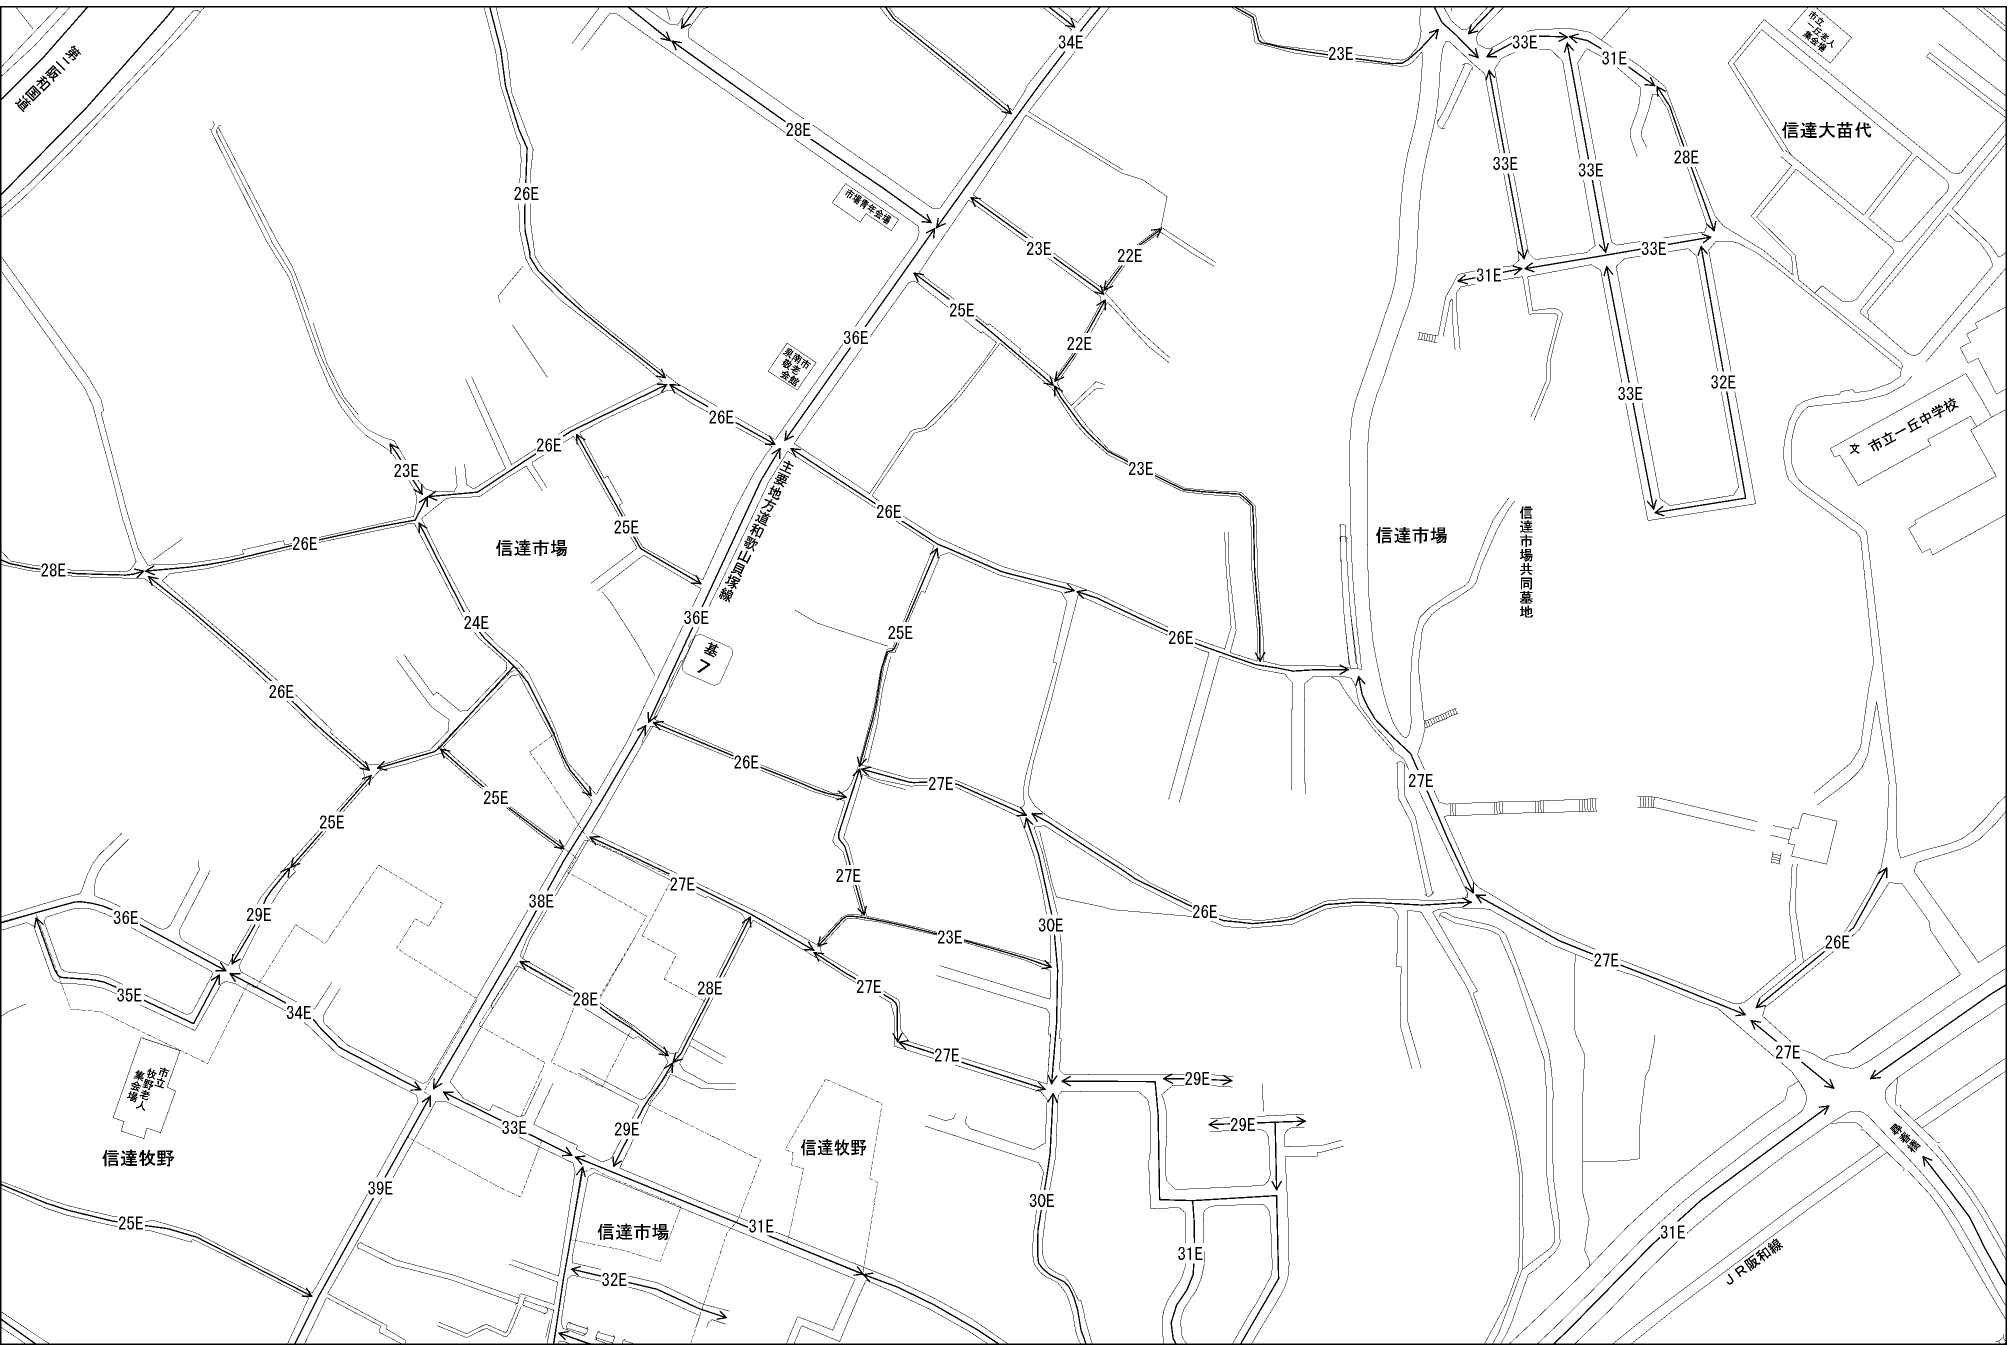 第二阪和国道
34E
23E
33E
31E
市立
一丘老人
集会場
28E
信達大苗代
33E
33E
28E
26E
市場青年会場
23E
22E
33E
31E
25E
36E
22E
泉南市
敬老
会館
33E
32E
市立一丘中学校
文
26E
26E
23E
23E
26E
主要地方道和歌山貝塚線
25E
信達市場
信達市場
信達市場共同墓地
26E
28E
24E
36E
25E
26E
基
7
26E
26E
27E
27E
25E
25E
27E
27E
38E
26E
36E
29E
30E
23E
26E
27E
35E
28E
28E
27E
34E
27E
27E
市立
牧野老人
集会場
29E
33E
29E
29E
信達牧野
信達牧野
39E
30E
25E
信達市場
31E
31E
31E
32E
JR阪和線